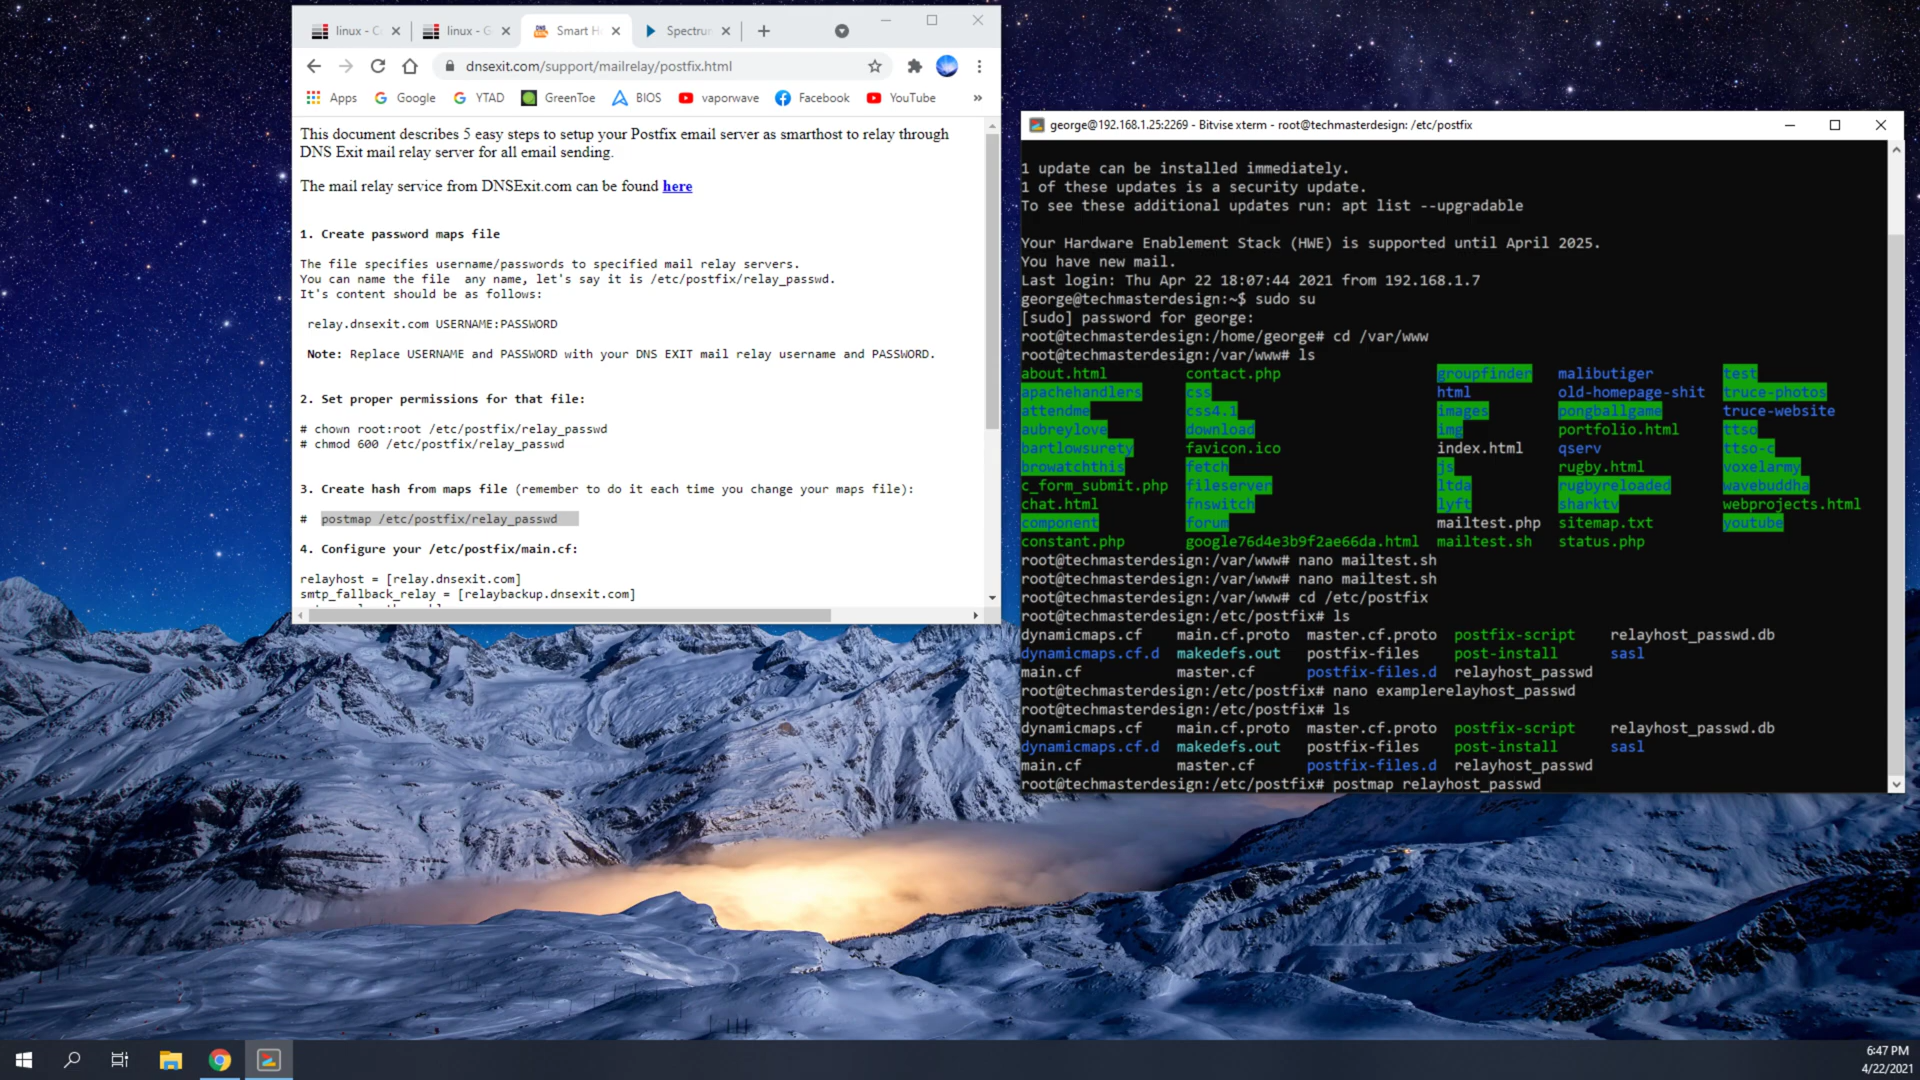 linux - C
linux - G
Smart H
Spectrun
dnsexit.com/support/mailrelay/postfix.html
Apps Google YTAD GreenToe BIOS vaporwave Facebook YouTube »
This document describes 5 easy steps to setup your Postfix email server as smarthost to relay through
DNS Exit mail relay server for all email sending.
The mail relay service from DNSExit.com can be found here
1. Create password maps file
The file specifies username/passwords to specified mail relay servers.
You can name the file any name, let's say it is /etc/postfix/relay_passwd.
It's content should be as follows:
relay.dnsexit.com USERNAME:PASSWORD
Note: Replace USERNAME and PASSWORD with your DNS EXIT mail relay username and PASSWORD.
2. Set proper permissions for that file:
# chown root:root /etc/postfix/relay_passwd
# chmod 600 /etc/postfix/relay_passwd
3. Create hash from maps file (remember to do it each time you change your maps file):
# postmap /etc/postfix/relay_passwd
4. Configure your /etc/postfix/main.cf:
relayhost = [relay.dnsexit.com]
smtp_fallback_relay = [relaybackup.dnsexit.com]
george@192.168.1.25:2269 - Bitvise xterm - root@techmasterdesign: /etc/postfix
1 update can be installed immediately.
1 of these updates is a security update.
To see these additional updates run: apt list --upgradable
Your Hardware Enablement Stack (HWE) is supported until April 2025.
You have new mail.
Last login: Thu Apr 22 18:07:44 2021 from 192.168.1.7
george@techmasterdesign:~$ sudo su
[sudo] password for george:
root@techmasterdesign:/home/george# cd /var/www
root@techmasterdesign:/var/www# ls
about.html contact.php groupfinder malibutiger test
apachehandlers css html old-homepage-shit truce-photos
attendme css4.1 images pongballgame truce-website
aubreylove download img portfolio.html ttso
bartlowsurety favicon.ico index.html qserv ttso-c
browatchthis fetch js rugby.html voxelarmy
c_form_submit.php fileserver ltda rugbyreloaded wavebuddha
chat.html fnswitch lyft sharktv webprojects.html
component forum mailtest.php sitemap.txt youtube
constant.php google76d4e3b9f2ae66da.html mailtest.sh status.php
root@techmasterdesign:/var/www# nano mailtest.sh
root@techmasterdesign:/var/www# nano mailtest.sh
root@techmasterdesign:/var/www# cd /etc/postfix
root@techmasterdesign:/etc/postfix# ls
dynamicmaps.cf main.cf.proto master.cf.proto postfix-script relayhost_passwd.db
dynamicmaps.cf.d makedefs.out postfix-files post-install sasl
main.cf master.cf postfix-files.d relayhost_passwd
root@techmasterdesign:/etc/postfix# nano examplerelayhost_passwd
root@techmasterdesign:/etc/postfix# ls
dynamicmaps.cf main.cf.proto master.cf.proto postfix-script relayhost_passwd.db
dynamicmaps.cf.d makedefs.out postfix-files post-install sasl
main.cf master.cf postfix-files.d relayhost_passwd
root@techmasterdesign:/etc/postfix# postmap relayhost_passwd
6:47 PM
4/22/2021